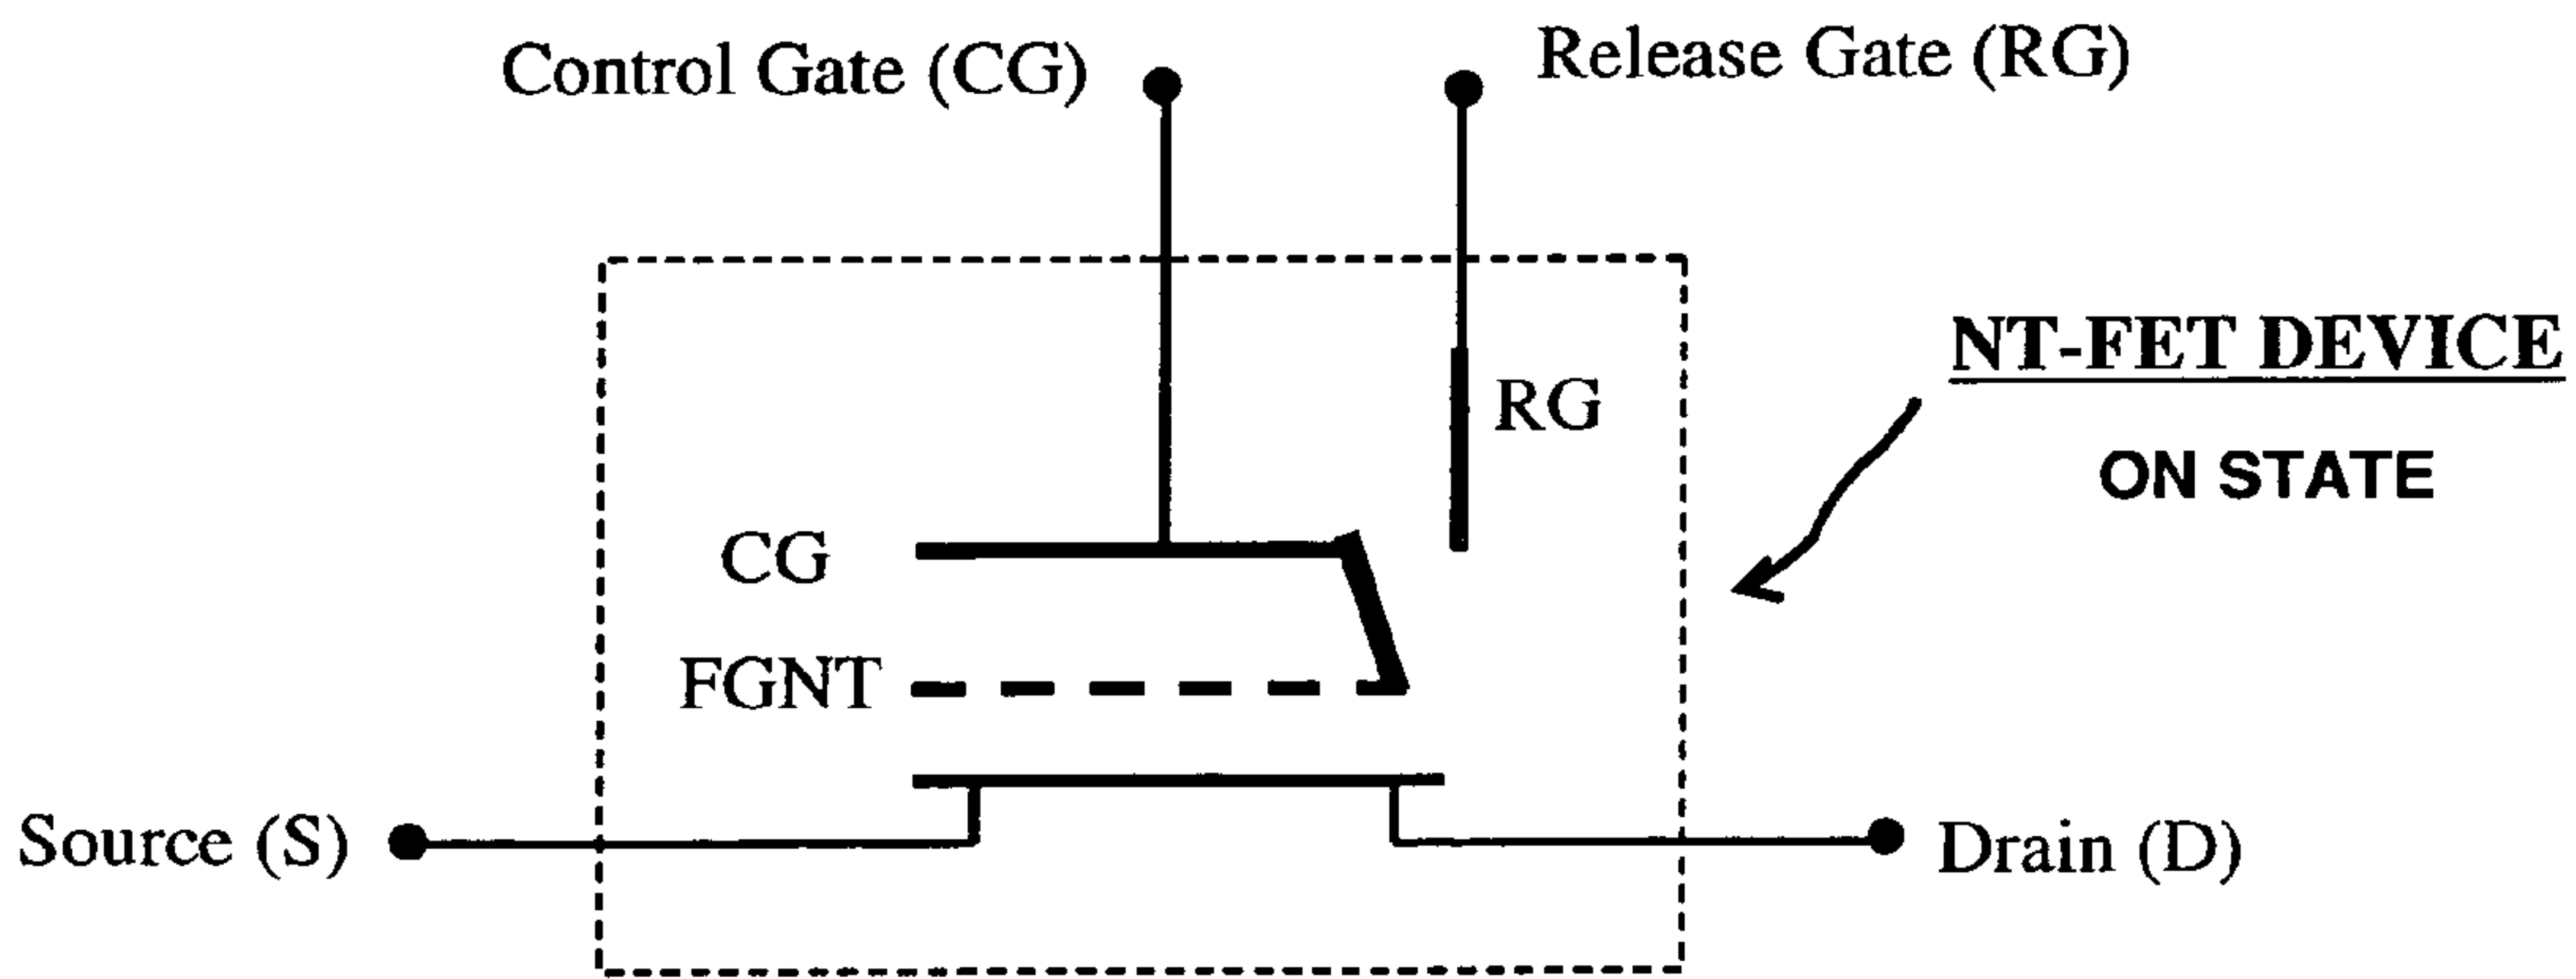 Control Gate (CG)
Release Gate (RG)
NT-FET DEVICE
ON STATE
RG
CG
FGNT
Source (S)
Drain (D)